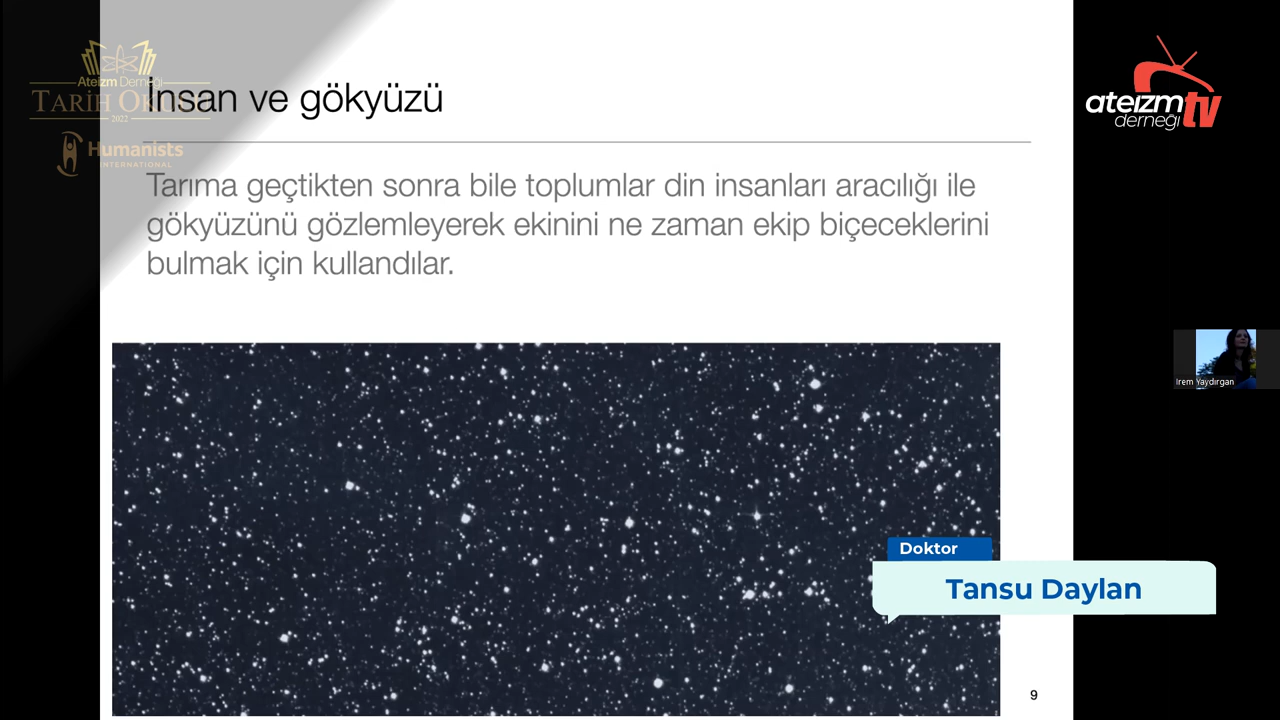 Ateizm Derneği
TARİH OKULU
2022
Humanists
INTERNATIONAL
İnsan ve gökyüzü
Tarıma geçtikten sonra bile toplumlar din insanları aracılığı ile
gökyüzünü gözlemleyerek ekinini ne zaman ekip biçeceklerini
bulmak için kullandılar.
ateizm tv
derneği
Irem Yaydırgan
Doktor
Tansu Daylan
9